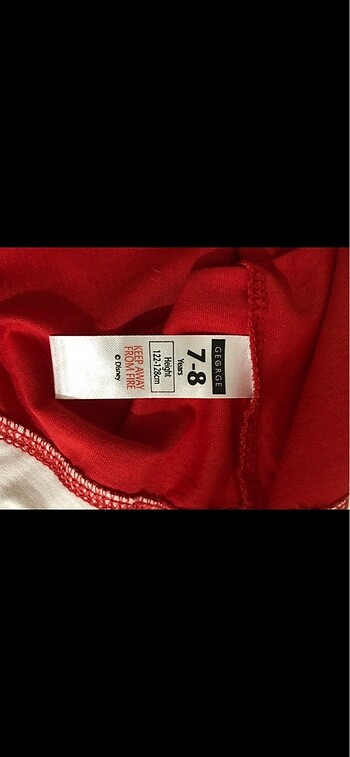 GEORGE
7-8
Years
Height
122-128cm
KEEP AWAY
FROM FIRE
© Disney